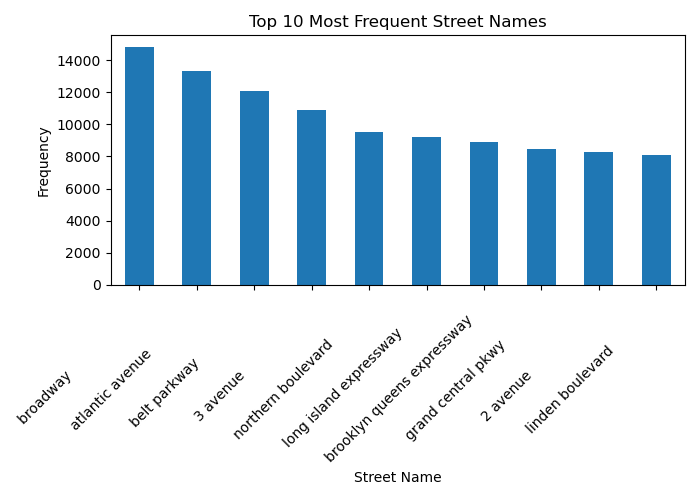 Top 10 Most Frequent Street Names
14000
12000
10000
8000
6000
4000
2000
0
Frequency
broadway
atlantic avenue
belt parkway
3 avenue
northern boulevard
long island expressway
brooklyn queens expressway
grand central pkwy
2 avenue
linden boulevard
Street Name